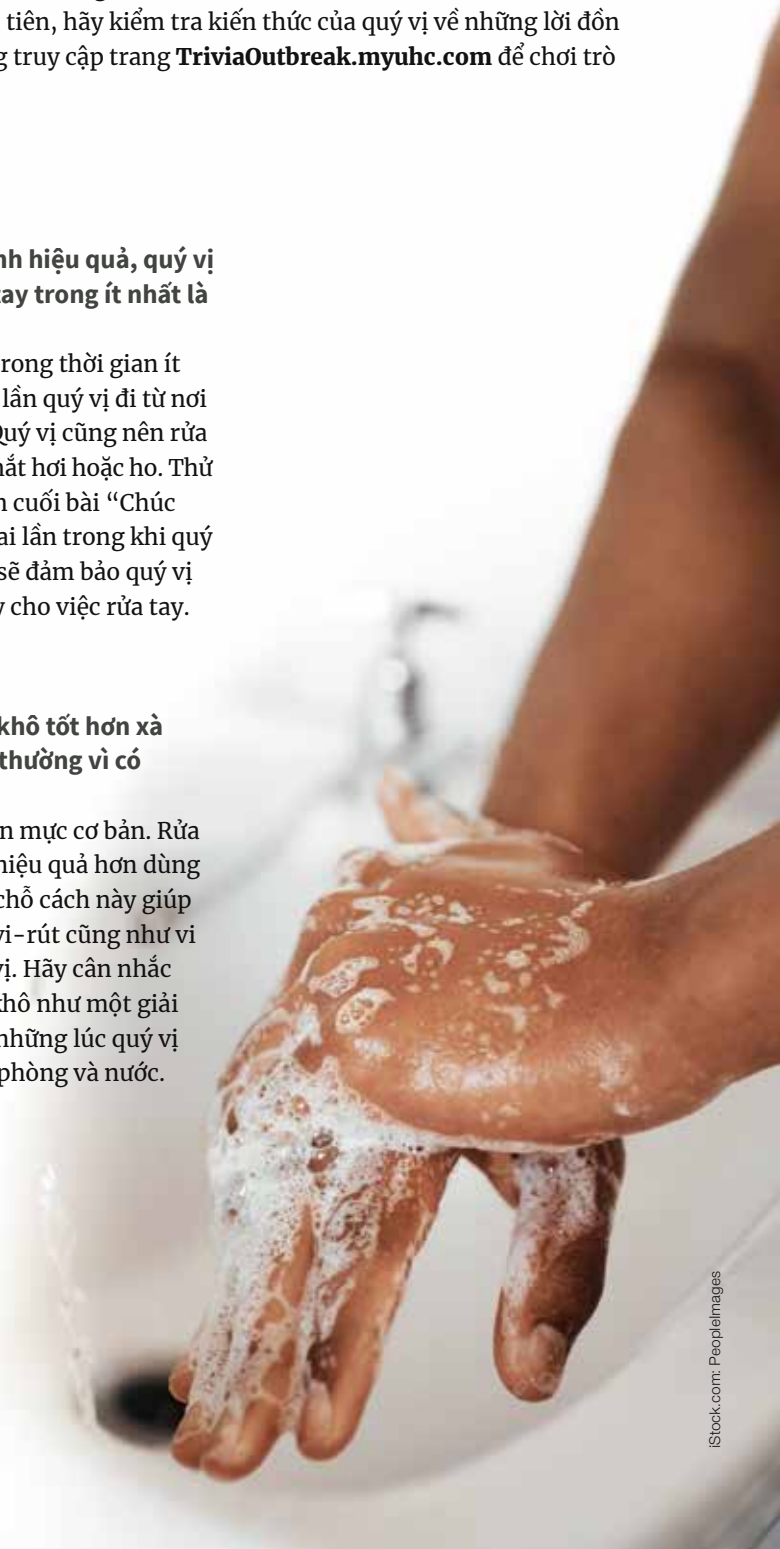 tiên, hãy kiểm tra kiến thức của quý vị về những lời đồn
truy cập trang TriviaOutbreak.myuhc.com để chơi trò
hiệu quả, quý vị
tay trong ít nhất là
thời gian ít
lần quý vị đi từ nơi
Quý vị cũng nên rửa
hơi hoặc ho. Thử
cuối bài “Chúc
lần trong khi quý
sẽ đảm bảo quý vị
cho việc rửa tay.
khô tốt hơn xà
thường vì có
mực cơ bản. Rửa
hiệu quả hơn dùng
chỗ cách này giúp
vi-rút cũng như vi
vị. Hãy cân nhắc
khô như một giải
những lúc quý vị
phòng và nước.
iStock.com: PeopleImages